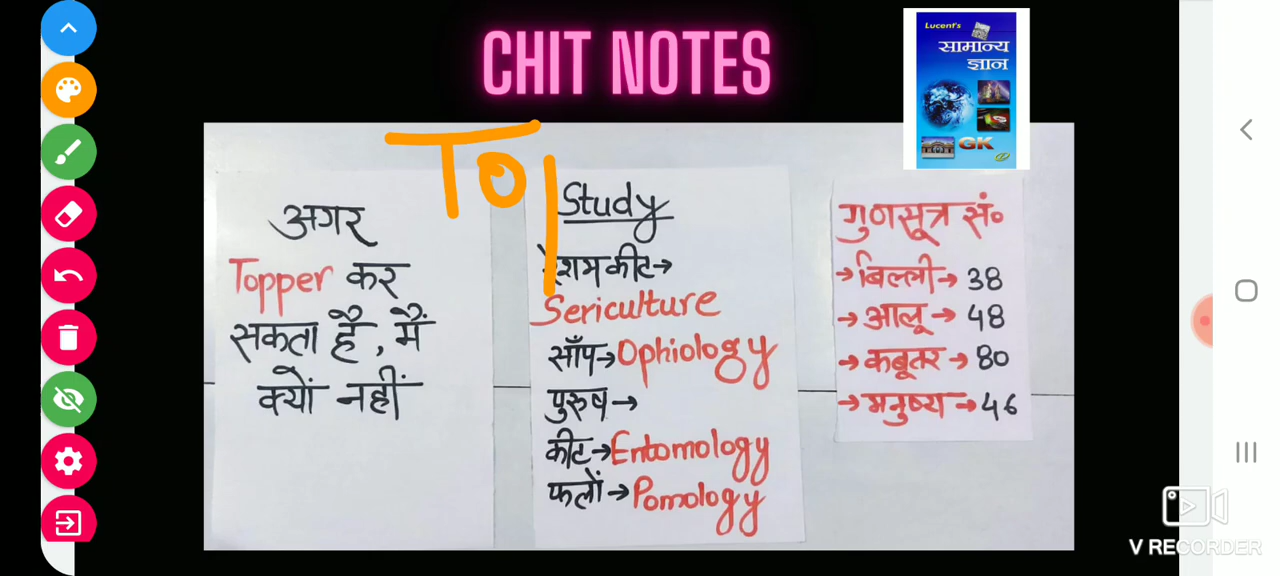 CHIT NOTES
Lucent's
सामान्य
ज्ञान
GK
TO
अगर
Topper कर
सकता है, मैं
क्यों नहीं
Study
रेशमकीट→
Sericulture
साँप→Ophiology
पुरुष→
कीट→Entomology
फलों→Pomology
गुणसूत्र सं॰
→बिल्ली→38
→आलू→48
→कबूतर→80
→मनुष्य→46
V RECORDER